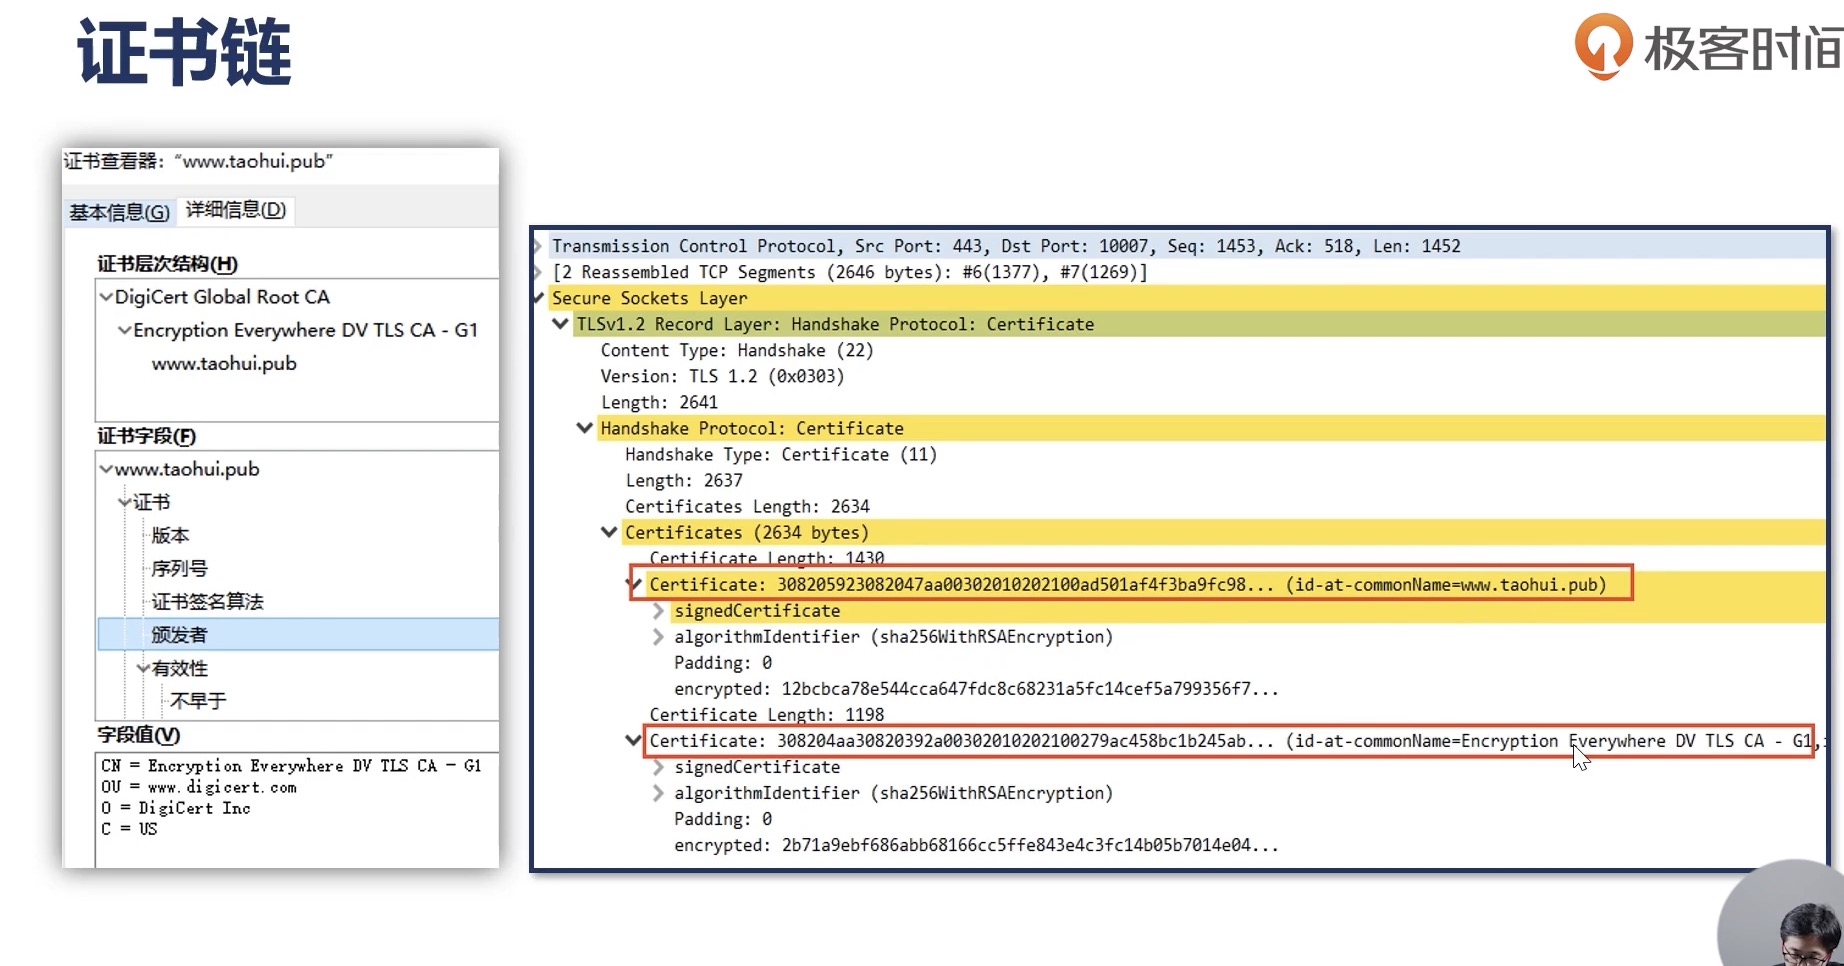 证书链
极客时间
证书查看器：“www.taohui.pub”
基本信息(G) 详细信息(D)
证书层次结构(H)
DigiCert Global Root CA
Encryption Everywhere DV TLS CA - G1
www.taohui.pub
证书字段(F)
www.taohui.pub
证书
版本
序列号
证书签名算法
颁发者
有效性
不早于
字段值(V)
CN = Encryption Everywhere DV TLS CA - G1
OU = www.digicert.com
O = DigiCert Inc
C = US
Transmission Control Protocol, Src Port: 443, Dst Port: 10007, Seq: 1453, Ack: 518, Len: 1452
[2 Reassembled TCP Segments (2646 bytes): #6(1377), #7(1269)]
Secure Sockets Layer
TLSv1.2 Record Layer: Handshake Protocol: Certificate
Content Type: Handshake (22)
Version: TLS 1.2 (0x0303)
Length: 2641
Handshake Protocol: Certificate
Handshake Type: Certificate (11)
Length: 2637
Certificates Length: 2634
Certificates (2634 bytes)
Certificate Length: 1430
Certificate: 308205923082047aa00302010202100ad501af4f3ba9fc98... (id-at-commonName=www.taohui.pub)
signedCertificate
algorithmIdentifier (sha256WithRSAEncryption)
Padding: 0
encrypted: 12bcbca78e544cca647fdc8c68231a5fc14cef5a799356f7...
Certificate Length: 1198
Certificate: 308204aa30820392a00302010202100279ac458bc1b245ab... (id-at-commonName=Encryption Everywhere DV TLS CA - G1,
signedCertificate
algorithmIdentifier (sha256WithRSAEncryption)
Padding: 0
encrypted: 2b71a9ebf686abb68166cc5ffe843e4c3fc14b05b7014e04...